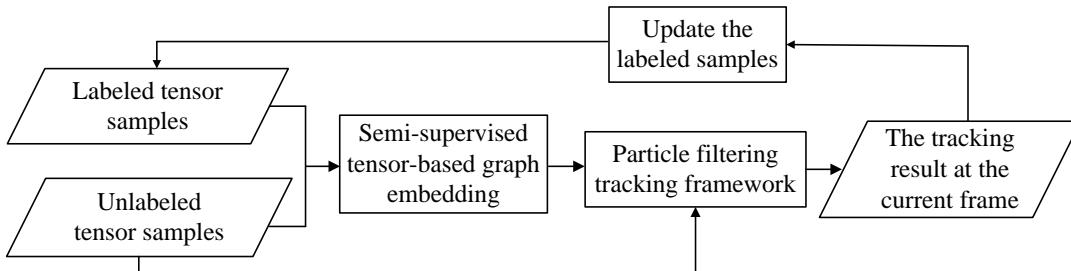 Update the
labeled samples
Labeled tensor
samples
Unlabeled
tensor samples
Semi-supervised
tensor-based graph
embedding
Particle filtering
tracking framework
The tracking
result at the
current frame